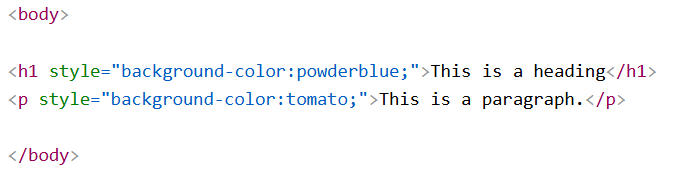 <body>
<h1 style="background-color:powderblue;">This is a heading</h1>
<p style="background-color:tomato;">This is a paragraph.</p>
</body>